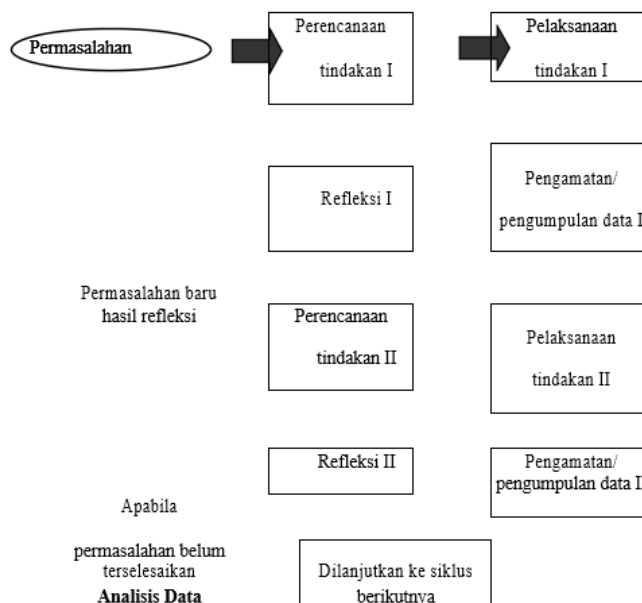 Permasalahan
Perencanaan
tindakan I
Pelaksanaan
tindakan I
Refleksi I
Pengamatan/
pengumpulan data I
Permasalahan baru
hasil refleksi
Perencanaan
tindakan II
Pelaksanaan
tindakan II
Refleksi II
Pengamatan/
pengumpulan data I
Apabila
permasalahan belum
terselesaikan
Dilanjutkan ke siklus
berikutnya
Analisis Data